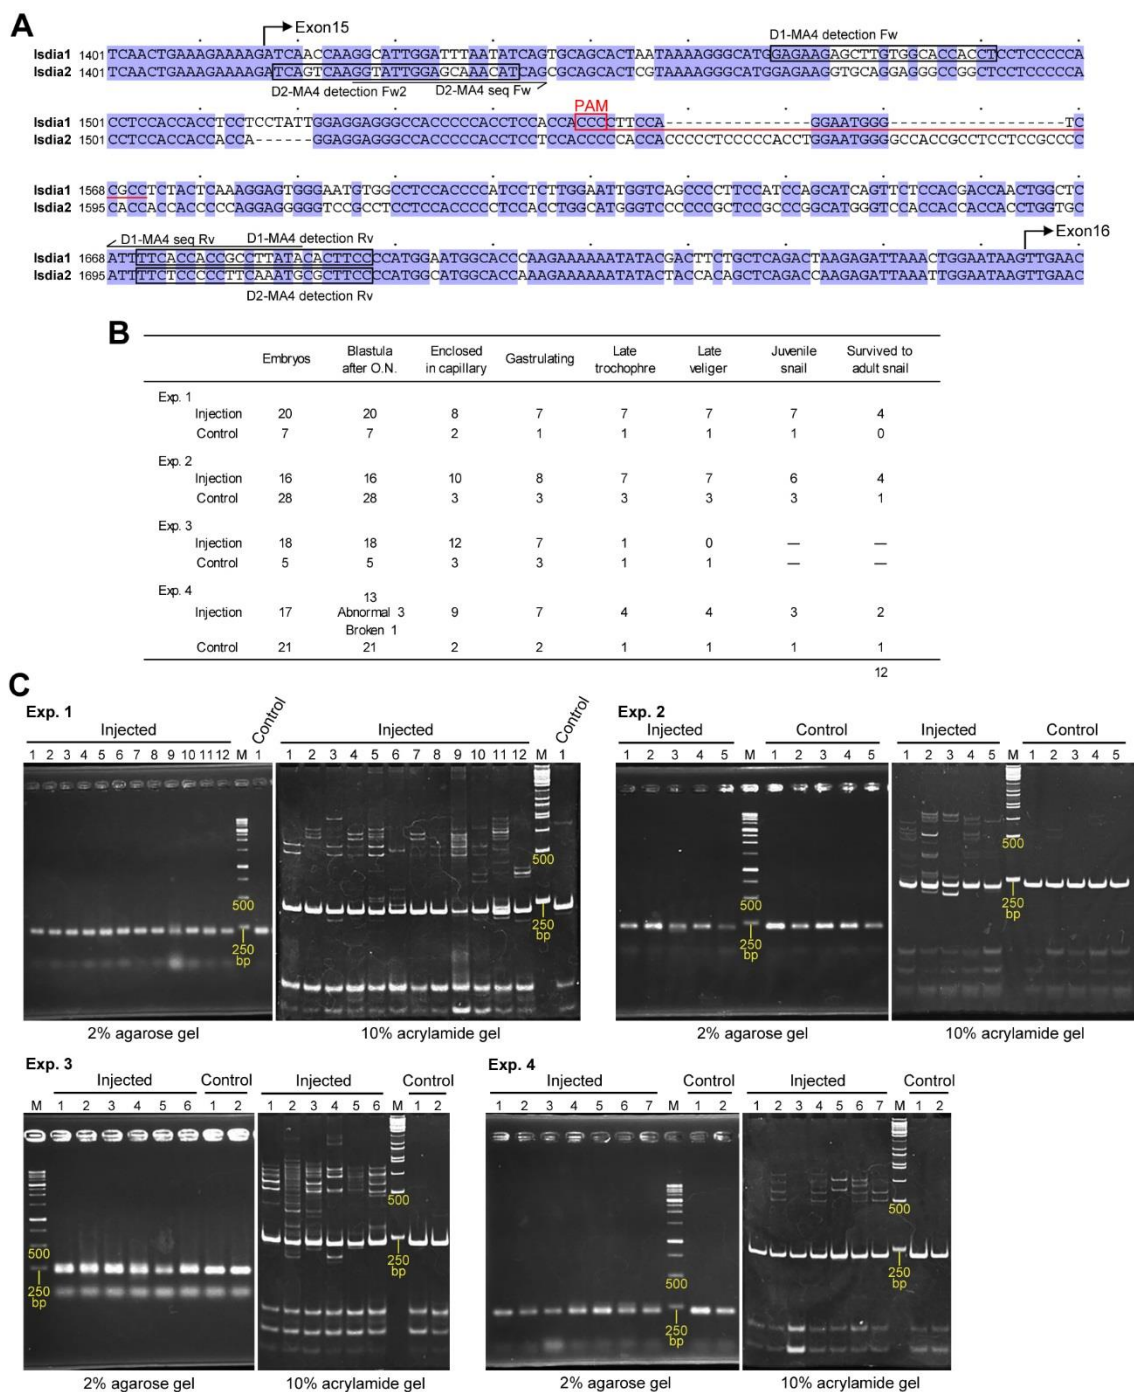 A
Exon15
D1-MA4 detection Fw
lsdia1 1401 TCAACTGAAAGAAAAGATCAACCAAGGCATTGGATTTAATATCAGTGCAGCACTAATAAAAGGGCATGGAGAAGAGCTTGTGGCACCACCTCCTCCCCCA
lsdia2 1401 TCAACTGAAAGAAAAGATCAGTCAAGGTATTGGAGCAAACATCAGCGCAGCACTCGTAAAAGGGCATGGAGAAGGTGCAGGAGGGCCGGCTCCTCCCCCA
D2-MA4 detection Fw2 D2-MA4 seq Fw
PAM
lsdia1 1501 CCTCCACCACCTCCTCCTATTGGAGGAGGGCCACCCCCACCTCCACCACCCCTTCCA---------------GGAATGGG------------------TC
lsdia2 1501 CCTCCACCACCACCA------GGAGGAGGGCCACCCCCACCTCCTCCACCCCCACCACCCCCTCCCCCACCTGGAATGGGGCCACCGCCTCCTCCGCCCC
lsdia1 1568 CGCCTCTACTCAAAGGAGTGGGAATGTGGCCTCCACCCCATCCTCTTGGAATTGGTCAGCCCCTTCCATCCAGCATCAGTTCTCCACGACCAACTGGCTC
lsdia2 1595 CACCACCACCACCCCCAGGAGGGGGTCCGCCTCCTCCACCCCCTCCACCTGGCATGGGTCCCCCCGCTCCGCCCGGCATGGGTCCACCACCACCACCTGGTGC
D1-MA4 seq Rv D1-MA4 detection Rv
Exon16
lsdia1 1668 ATTTTCACCACCGCCTTATACACTTCCCCATGGAATGGCACCCAAGAAAAAATATACGACTTCTGCTCAGACTAAGAGATTAAACTGGAATAAGTTGAAC
lsdia2 1695 ATTTTCTCCCCCTTCAAATGCGCTTCCCCATGGCATGGCACCAAAGAAAAAATATACTACCACAGCTCAGACCAAGAGATTAAATTGGAATAAGTTGAAC
D2-MA4 detection Rv
B
Embryos Blastula after O.N. Enclosed in capillary Gastrulating Late trochophre Late veliger Juvenile snail Survived to adult snail
Exp. 1
Injection 20 20 8 7 7 7 7 4
Control 7 7 2 1 1 1 1 0
Exp. 2
Injection 16 16 10 8 7 7 6 4
Control 28 28 3 3 3 3 3 1
Exp. 3
Injection 18 18 12 7 1 0 — —
Control 5 5 3 3 1 1 — —
Exp. 4
Injection 17 13 Abnormal 3 Broken 1 9 7 4 4 3 2
Control 21 21 2 2 1 1 1 1
12
C
Exp. 1
Injected Control
1 2 3 4 5 6 7 8 9 10 11 12 M 1
500
250
bp
2% agarose gel
Injected Control
1 2 3 4 5 6 7 8 9 10 11 12 M 1
500
250
bp
10% acrylamide gel
Exp. 2
Injected Control
1 2 3 4 5 M 1 2 3 4 5
500
250
bp
2% agarose gel
Injected Control
1 2 3 4 5 M 1 2 3 4 5
500
250
bp
10% acrylamide gel
Exp. 3
Injected Control
M 1 2 3 4 5 6 1 2
500
250
bp
2% agarose gel
Injected Control
1 2 3 4 5 6 M 1 2
500
250
bp
10% acrylamide gel
Exp. 4
Injected Control
1 2 3 4 5 6 7 M 1 2
500
250
bp
2% agarose gel
Injected Control
1 2 3 4 5 6 7 M 1 2
500
250
bp
10% acrylamide gel